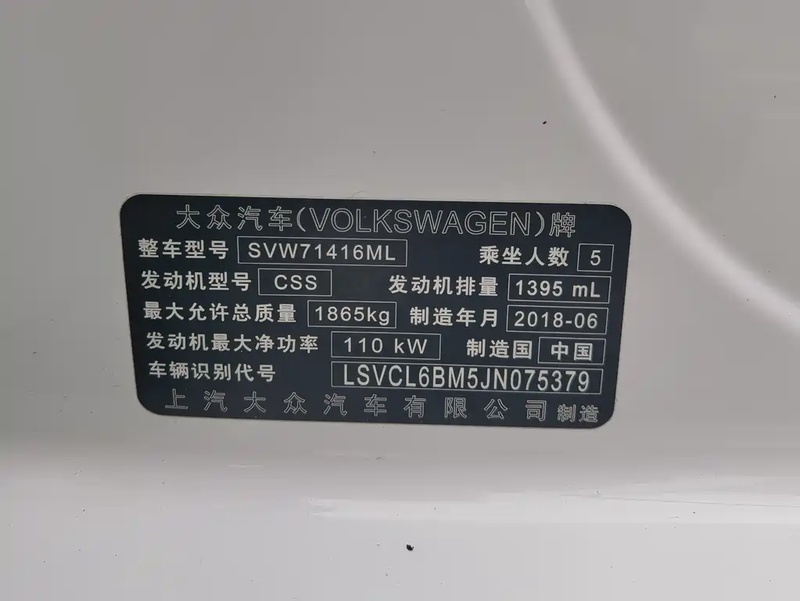 大众汽车(VOLKSWAGEN)牌
整车型号 SVW71416ML 乘坐人数 5
发动机型号 CSS 发动机排量 1395 mL
最大允许总质量 1865kg 制造年月 2018-06
发动机最大净功率 110 kW 制造国 中国
车辆识别代号 LSVCL6BM5JN075379
上汽大众汽车有限公司 制造